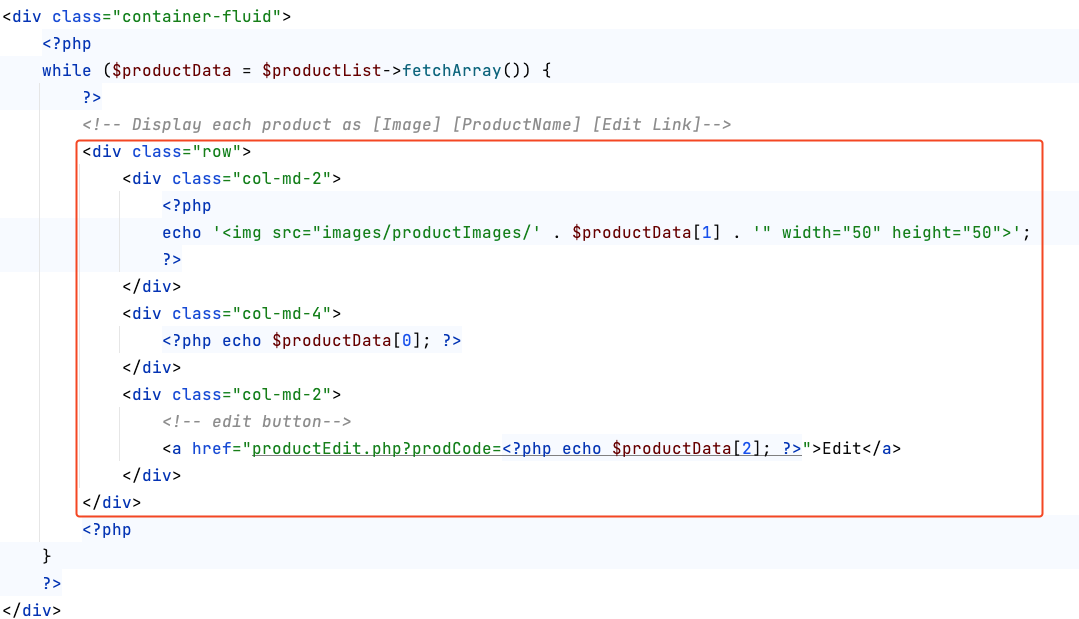 <div class="container-fluid">
    <?php
    while ($productData = $productList->fetchArray()) {
        ?>
        <!-- Display each product as [Image] [ProductName] [Edit Link]-->
        <div class="row">
            <div class="col-md-2">
                <?php
                echo '<img src="images/productImages/' . $productData[1] . '" width="50" height="50">';
                ?>
            </div>
            <div class="col-md-4">
                <?php echo $productData[0]; ?>
            </div>
            <div class="col-md-2">
                <!-- edit button-->
                <a href="productEdit.php?prodCode=<?php echo $productData[2]; ?>">Edit</a>
            </div>
        </div>
        <?php
    }
    ?>
</div>